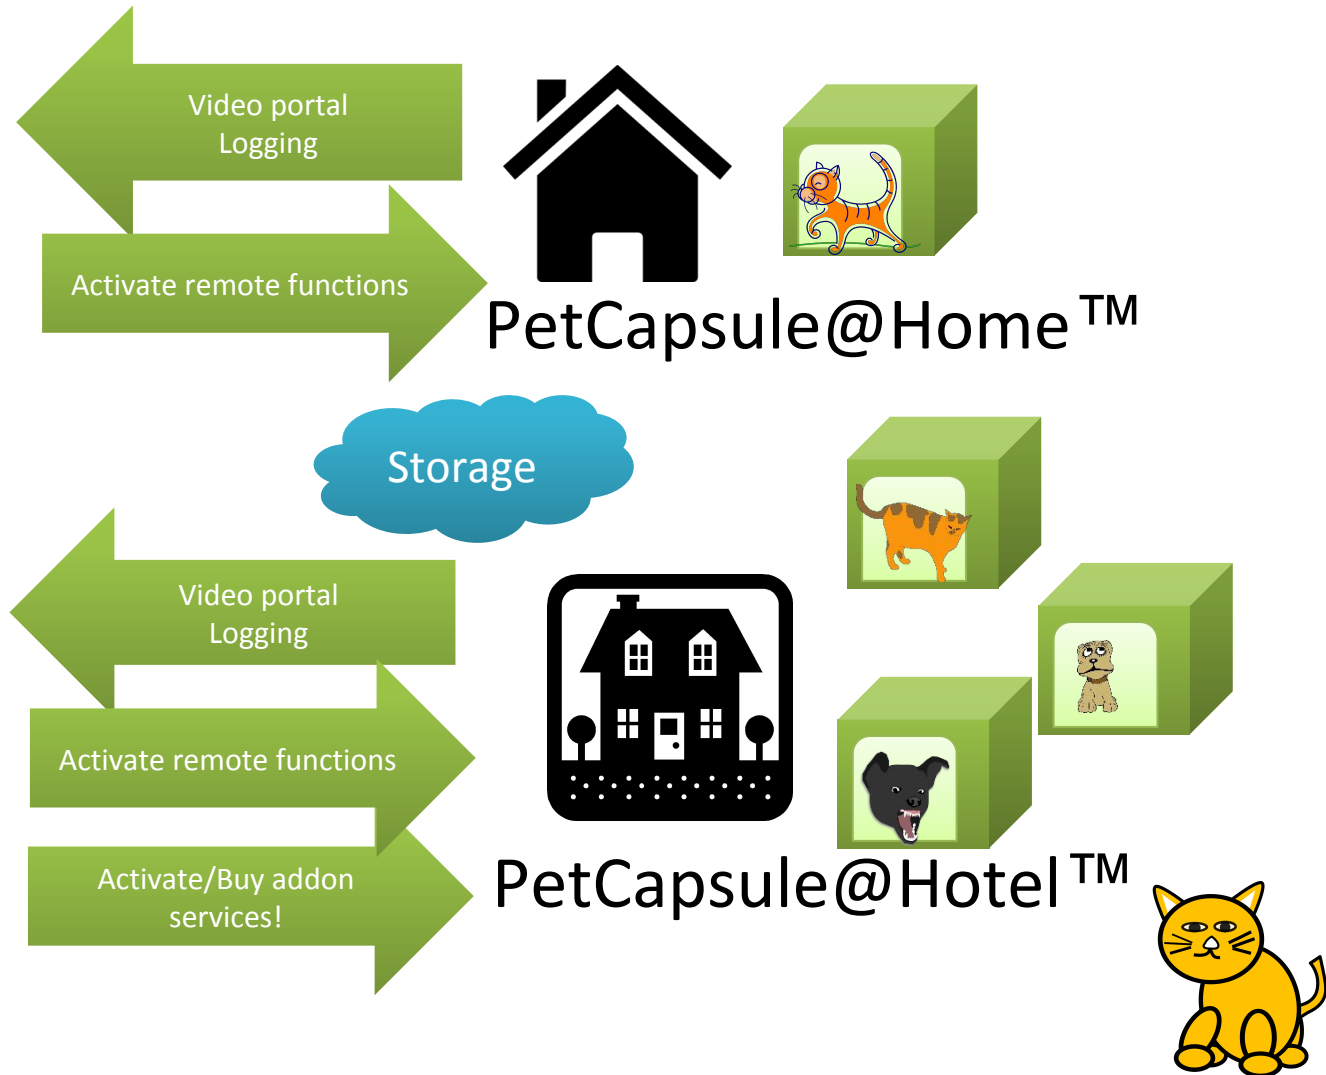 Video portal
Logging
Activate remote functions
PetCapsule@Home™
Storage
Video portal
Logging
Activate remote functions
Activate/Buy addon
services!
PetCapsule@Hotel™